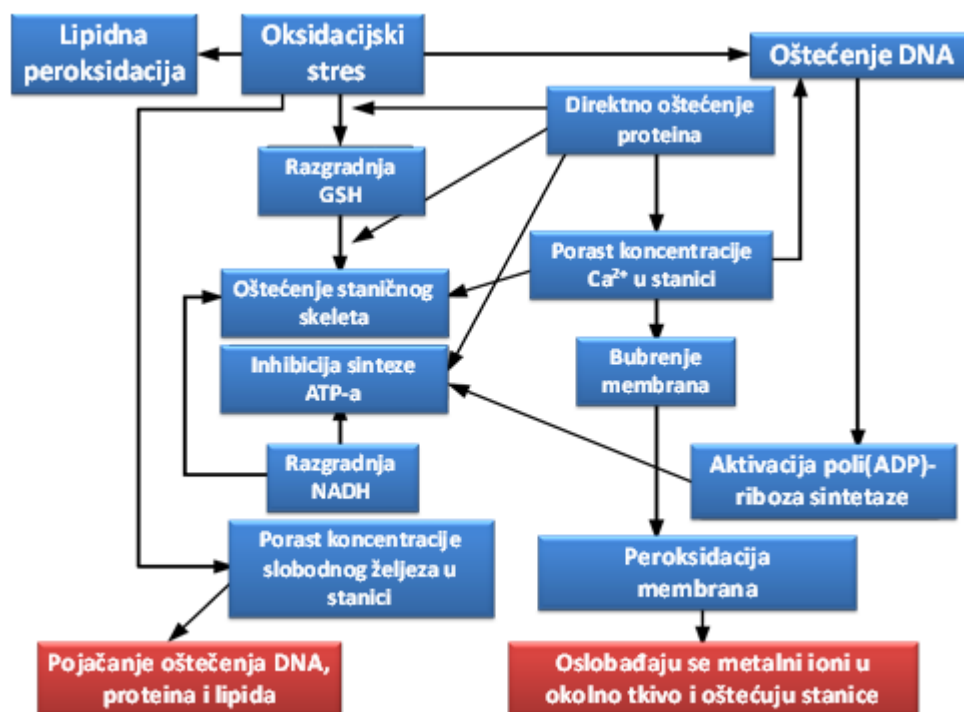 Lipidna
peroksidacija
Oksidacijski
stres
Oštećenje DNA
Direktno oštećenje
proteina
Razgradnja
GSH
Porast koncentracije
Ca²⁺ u stanici
Oštećenje staničnog
skeleta
Inhibicija sinteze
ATP-a
Bubrenje
membrana
Razgradnja
NADH
Aktivacija poli(ADP)-
riboza sintetaze
Porast koncentracije
slobodnog željeza u
stanici
Peroksidacija
membrana
Pojačanje oštečenja DNA,
proteina i lipida
Oslobađaju se metalni ioni u
okolno tkivo i oštećuju stanice